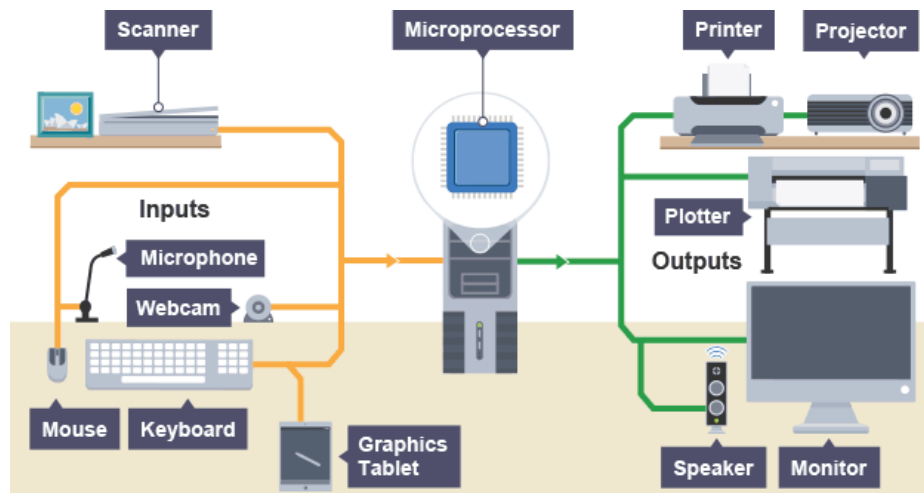 Scanner
Microprocessor
Printer
Projector
Inputs
Plotter
Microphone
Outputs
Webcam
Mouse
Keyboard
Graphics
Tablet
Speaker
Monitor